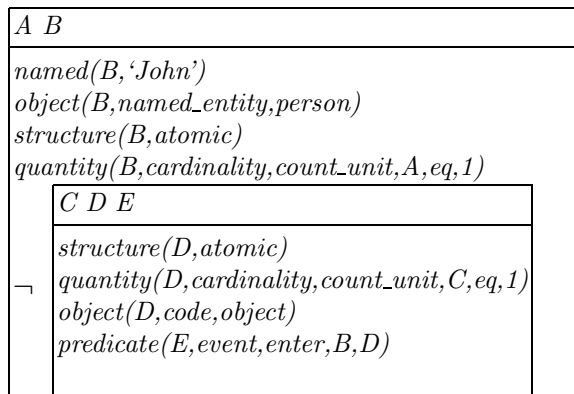 A B
named(B,‘John’)
object(B,named_entity,person)
structure(B,atomic)
quantity(B,cardinality,count_unit,A,eq,1)
C D E
structure(D,atomic)
¬ quantity(D,cardinality,count_unit,C,eq,1)
object(D,code,object)
predicate(E,event,enter,B,D)